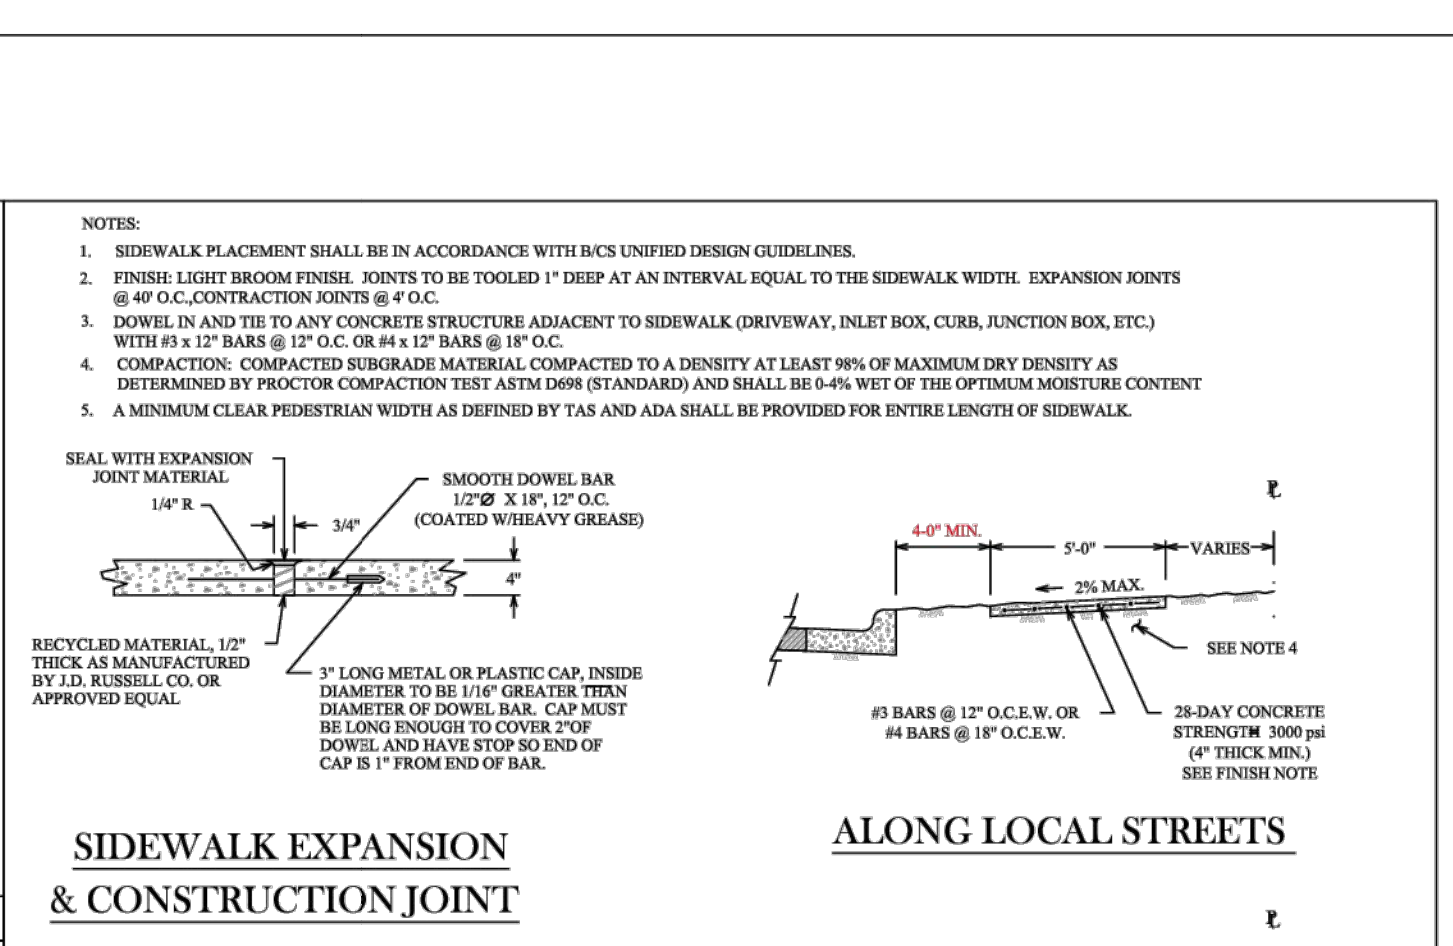 NOTES:
1. SIDEWALK PLACEMENT SHALL BE IN ACCORDANCE WITH B/CS UNIFIED DESIGN GUIDELINES.
2. FINISH: LIGHT BROOM FINISH. JOINTS TO BE TOOLED 1" DEEP AT AN INTERVAL EQUAL TO THE SIDEWALK WIDTH. EXPANSION JOINTS
@ 40' O.C.,CONTRACTION JOINTS @ 4' O.C.
3. DOWEL IN AND TIE TO ANY CONCRETE STRUCTURE ADJACENT TO SIDEWALK (DRIVEWAY, INLET BOX, CURB, JUNCTION BOX, ETC.)
WITH #3 x 12" BARS @ 12" O.C. OR #4 x 12" BARS @ 18" O.C.
4. COMPACTION: COMPACTED SUBGRADE MATERIAL COMPACTED TO A DENSITY AT LEAST 98% OF MAXIMUM DRY DENSITY AS
DETERMINED BY PROCTOR COMPACTION TEST ASTM D698 (STANDARD) AND SHALL BE 0-4% WET OF THE OPTIMUM MOISTURE CONTENT
5. A MINIMUM CLEAR PEDESTRIAN WIDTH AS DEFINED BY TAS AND ADA SHALL BE PROVIDED FOR ENTIRE LENGTH OF SIDEWALK.
SEAL WITH EXPANSION
JOINT MATERIAL
1/4" R
3/4"
SMOOTH DOWEL BAR
1/2"Ø X 18", 12" O.C.
(COATED W/HEAVY GREASE)
4"
RECYCLED MATERIAL, 1/2"
THICK AS MANUFACTURED
BY J.D. RUSSELL CO. OR
APPROVED EQUAL
3" LONG METAL OR PLASTIC CAP, INSIDE
DIAMETER TO BE 1/16" GREATER THAN
DIAMETER OF DOWEL BAR. CAP MUST
BE LONG ENOUGH TO COVER 2"OF
DOWEL AND HAVE STOP SO END OF
CAP IS 1" FROM END OF BAR.
SIDEWALK EXPANSION
& CONSTRUCTION JOINT
PL
4-0" MIN.
5'-0"
VARIES
2% MAX.
SEE NOTE 4
#3 BARS @ 12" O.C.E.W. OR
#4 BARS @ 18" O.C.E.W.
28-DAY CONCRETE
STRENGTH 3000 psi
(4" THICK MIN.)
SEE FINISH NOTE
ALONG LOCAL STREETS
PL